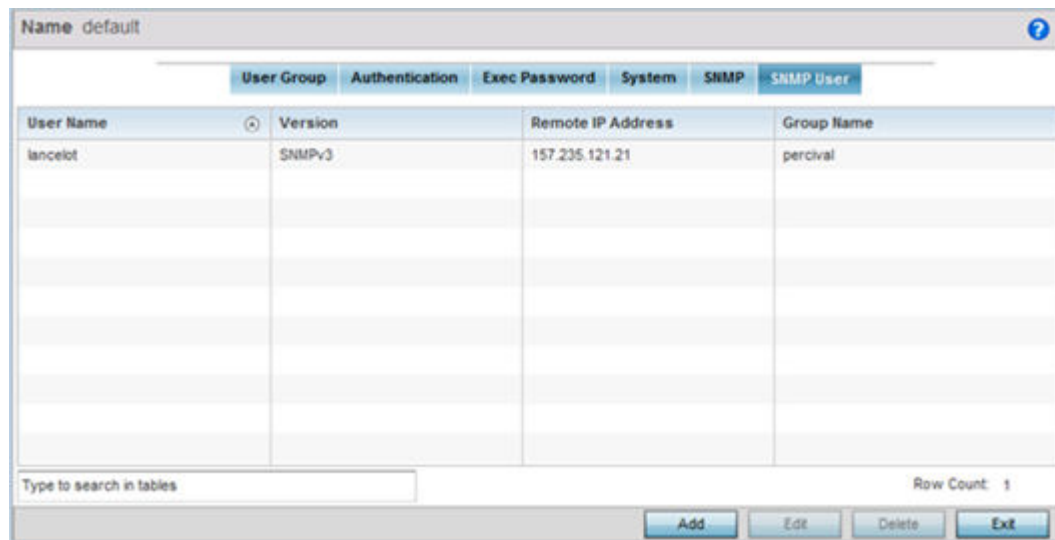 Name default
User Group Authentication Exec Password System SNMP SNMP User
User Name Version Remote IP Address Group Name
lancelot SNMPv3 157.235.121.21 percival
Type to search in tables Row Count: 1
Add Edit Delete Exit